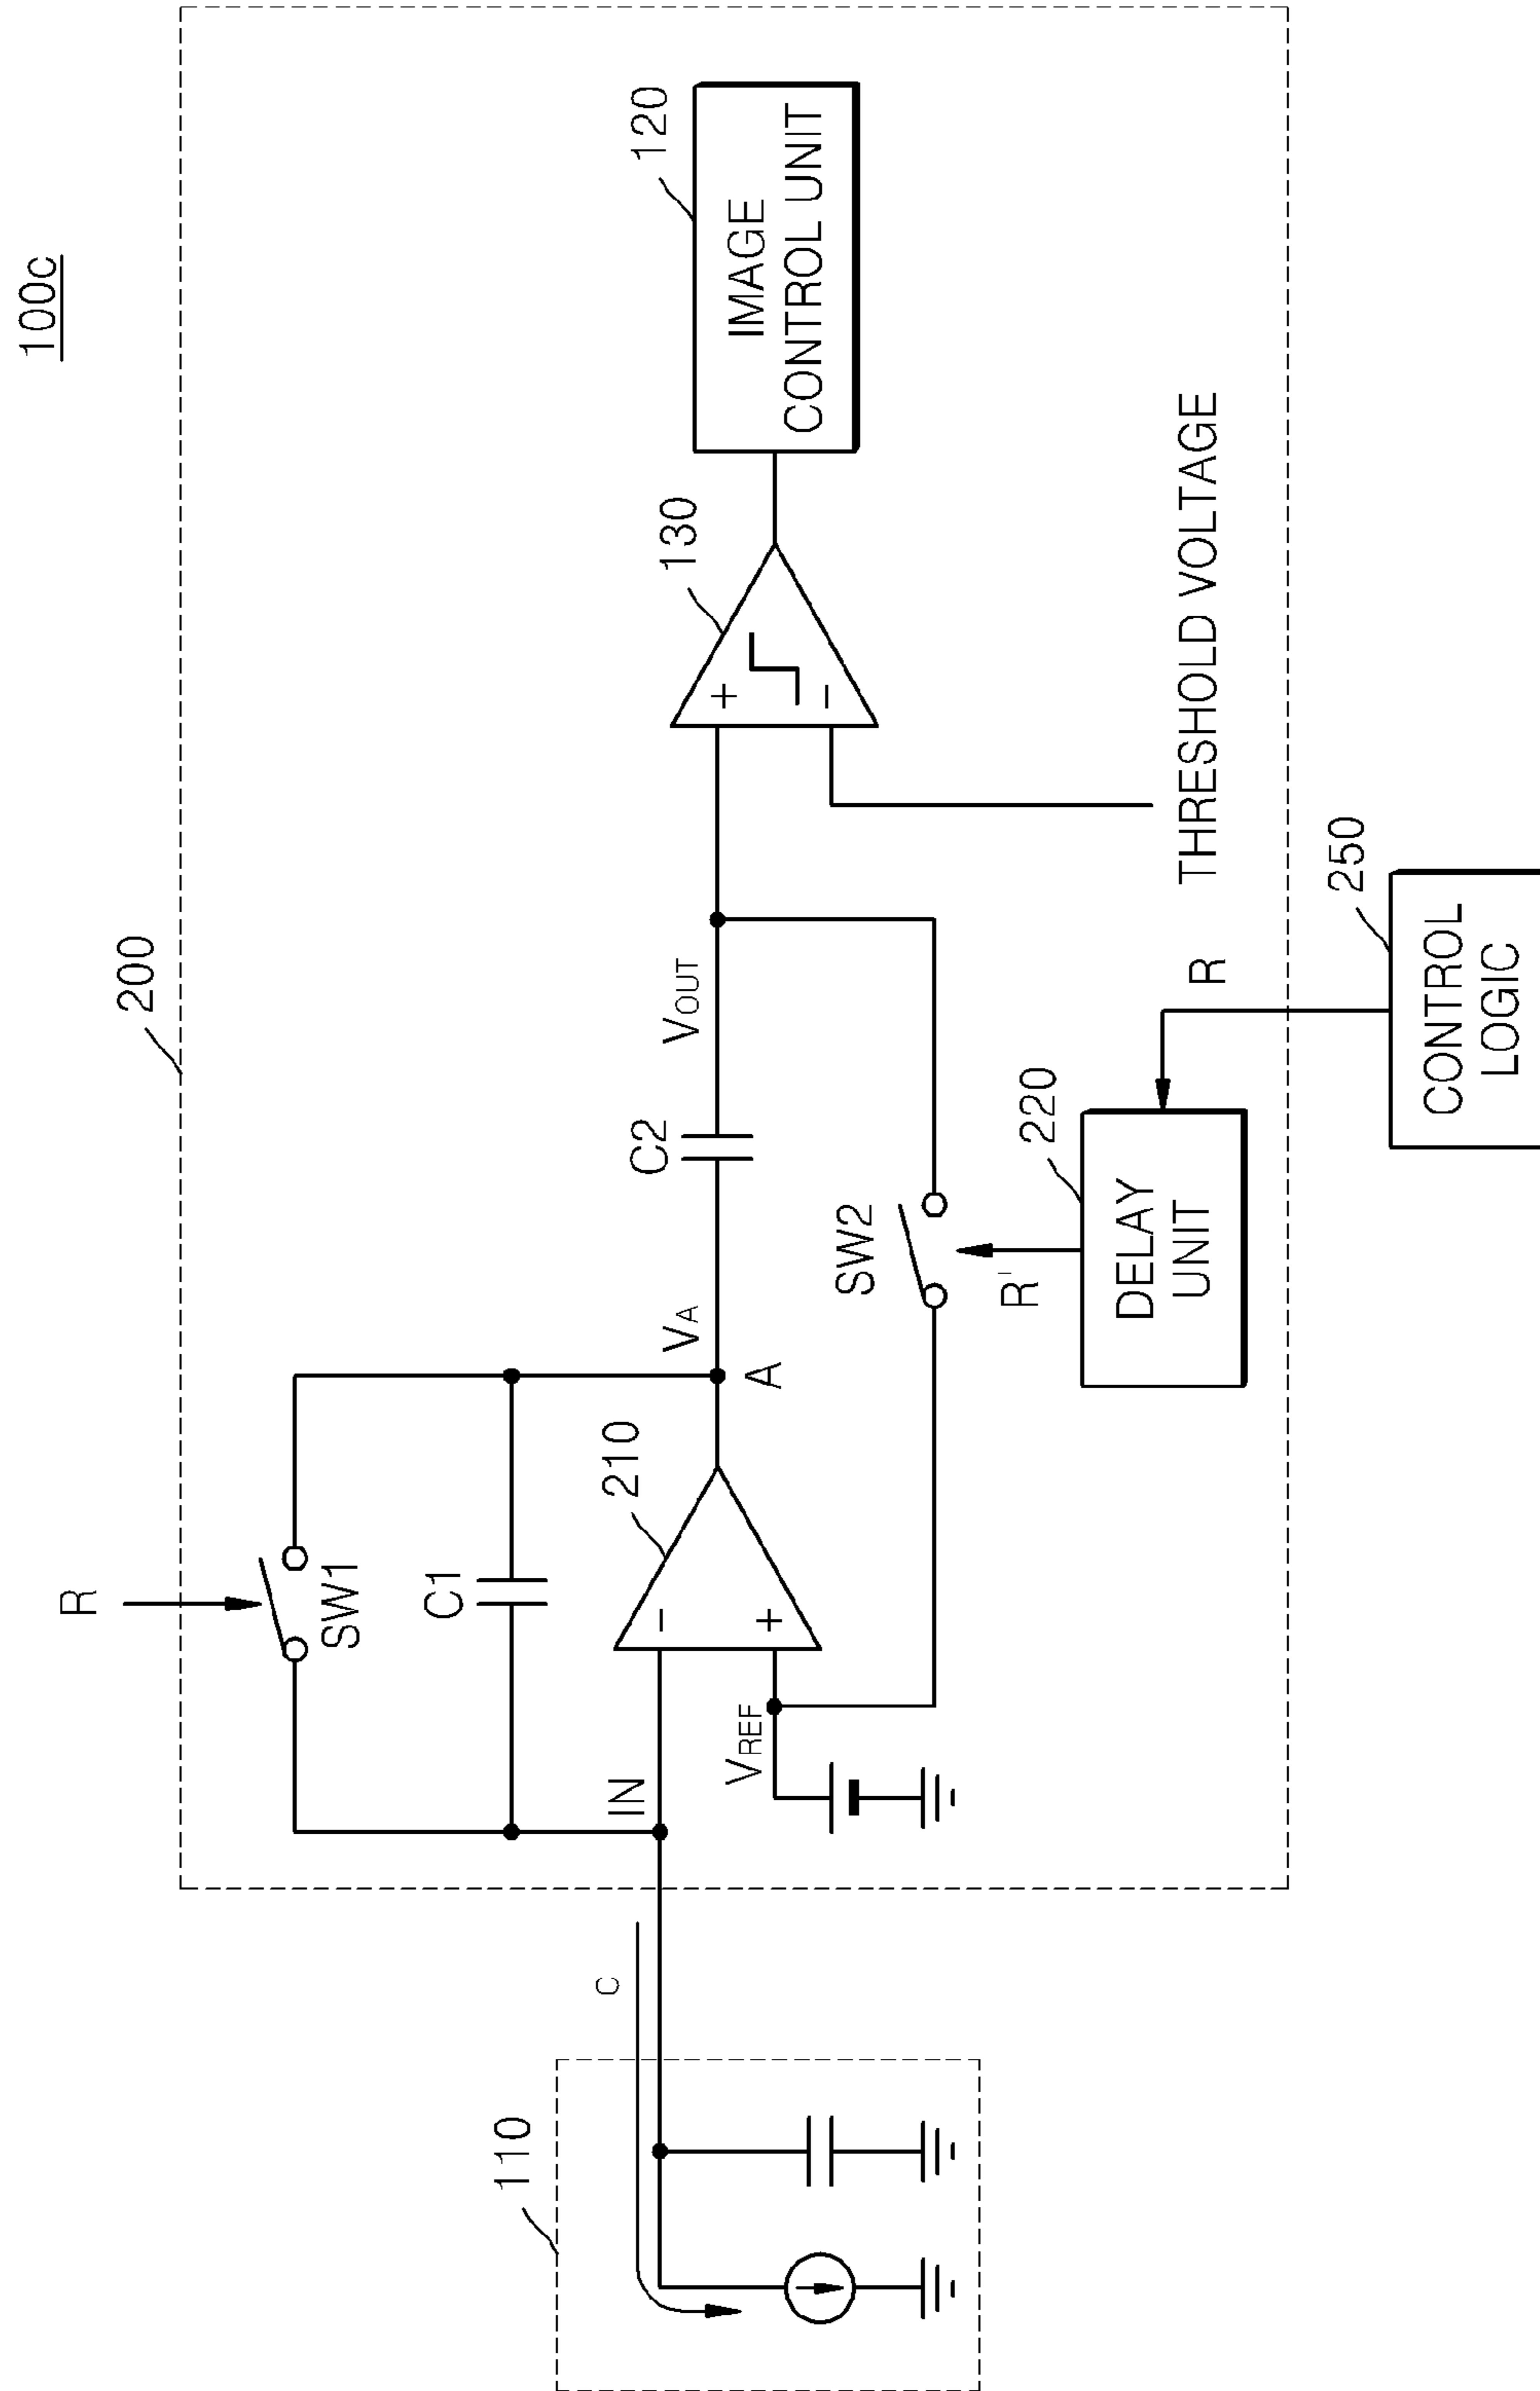 100c
200
R
SW1
C1
210
−
+
IN
VREF
VA
A
C2
VOUT
SW2
R'
220
DELAY
UNIT
R
250
CONTROL
LOGIC
130
+
−
THRESHOLD VOLTAGE
120
IMAGE
CONTROL UNIT
110
C